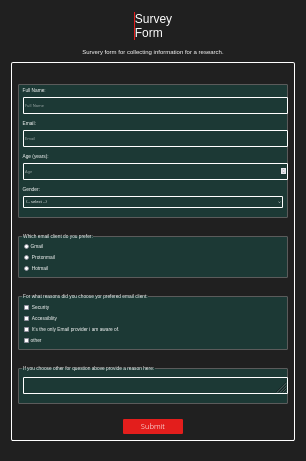 Survey
Form
Survery form for collecting information for a research.
Full Name
Full Name
Email:
Email
Age (years):
Age
Gender:
(--select--)
Which email client do you prefer:
Gmail
Protonmail
Hotmail
For what reasons did you choose yor preferred email client:
Security
Accessiblity
It's the only Email provider i am aware of.
other
If you choose other for question above provide a reason here:
Submit